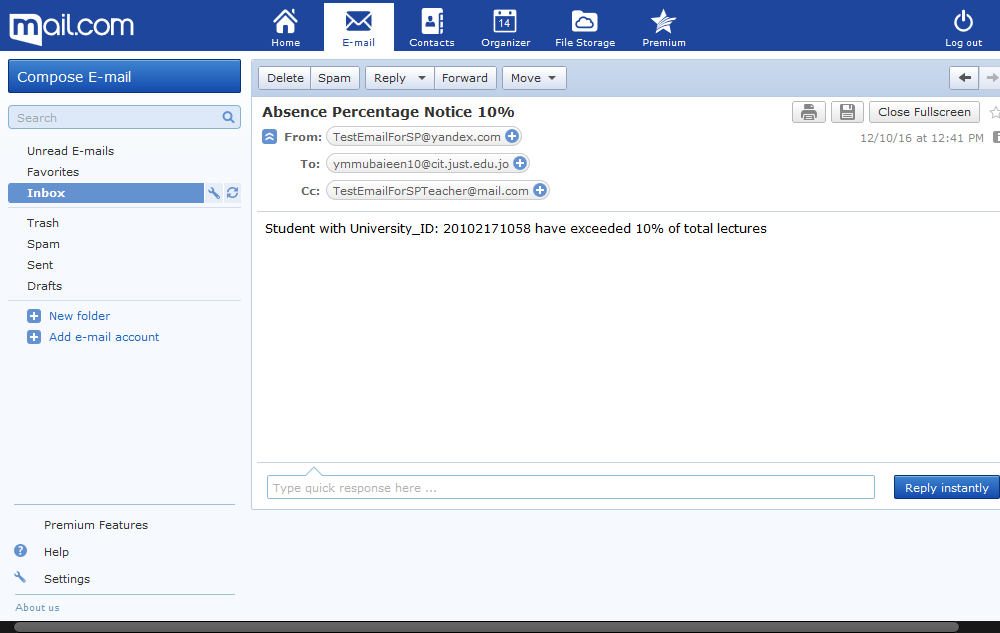 mail.com
Home
E-mail
Contacts
14
Organizer
File Storage
Premium
Log out
Compose E-mail
Search
Unread E-mails
Favorites
Inbox
Trash
Spam
Sent
Drafts
New folder
Add e-mail account
Premium Features
Help
Settings
About us
Delete
Spam
Reply
Forward
Move
Absence Percentage Notice 10%
Close Fullscreen
From: TestEmailForSP@yandex.com
12/10/16 at 12:41 PM
To: ymmubaieen10@cit.just.edu.jo
Cc: TestEmailForSPTeacher@mail.com
Student with University_ID: 20102171058 have exceeded 10% of total lectures
Type quick response here ...
Reply instantly